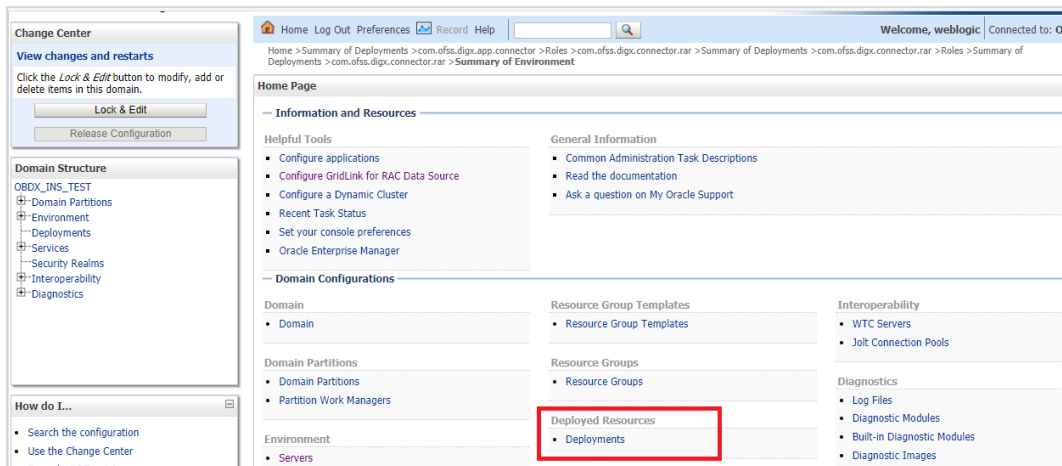 Change Center
View changes and restarts
Click the Lock & Edit button to modify, add or
delete items in this domain.
Lock & Edit
Release Configuration
Domain Structure
OBDX_INS_TEST
Domain Partitions
Environment
Deployments
Services
Security Realms
Interoperability
Diagnostics
How do I...
Search the configuration
Use the Change Center
Home Log Out Preferences Record Help
Welcome, weblogic Connected to: O
Home >Summary of Deployments >com.ofss.digx.app.connector >Roles >com.ofss.digx.connector.rar >Summary of Deployments >com.ofss.digx.connector.rar >Roles >Summary of
Deployments >com.ofss.digx.connector.rar >Summary of Environment
Home Page
Information and Resources
Helpful Tools
Configure applications
Configure GridLink for RAC Data Source
Configure a Dynamic Cluster
Recent Task Status
Set your console preferences
Oracle Enterprise Manager
General Information
Common Administration Task Descriptions
Read the documentation
Ask a question on My Oracle Support
Domain Configurations
Domain
Domain
Domain Partitions
Domain Partitions
Partition Work Managers
Environment
Servers
Resource Group Templates
Resource Group Templates
Resource Groups
Resource Groups
Deployed Resources
Deployments
Interoperability
WTC Servers
Jolt Connection Pools
Diagnostics
Log Files
Diagnostic Modules
Built-in Diagnostic Modules
Diagnostic Images